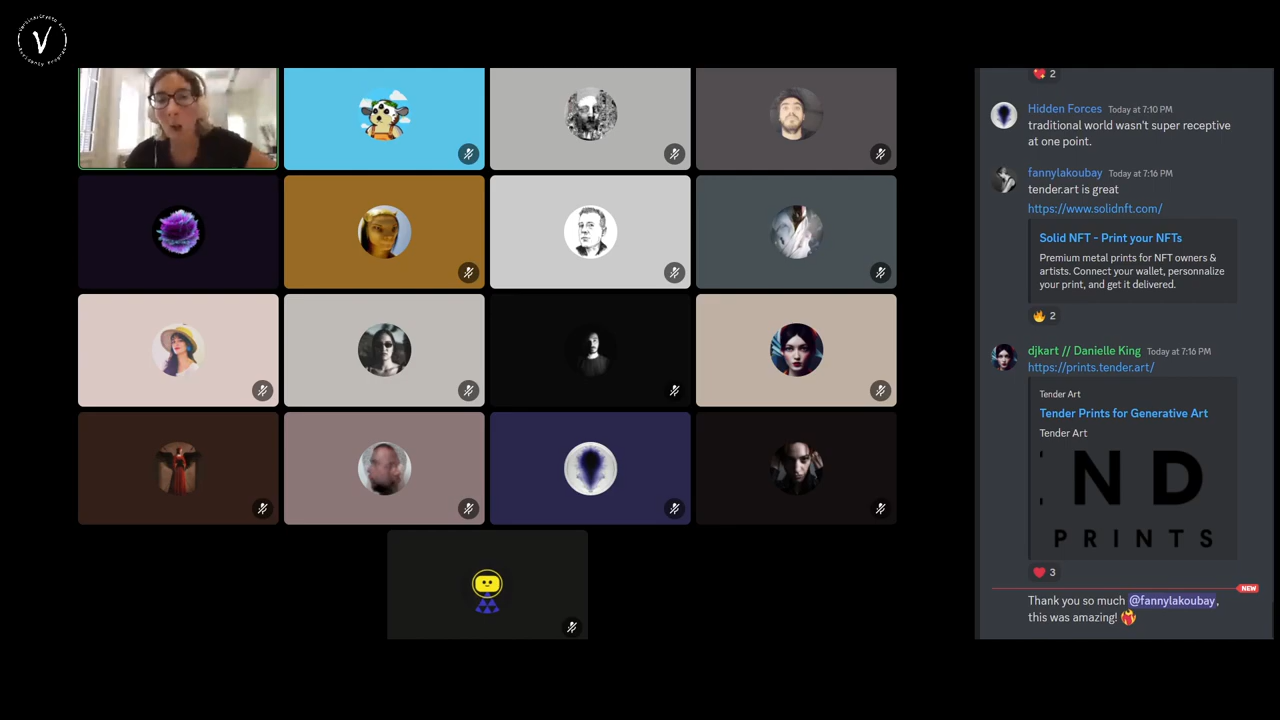 V
2
Hidden Forces Today at 7:10 PM
traditional world wasn't super receptive
at one point.
fannylakoubay Today at 7:16 PM
tender.art is great
https://www.solidnft.com/
Solid NFT - Print your NFTs
Premium metal prints for NFT owners &
artists. Connect your wallet, personnalize
your print, and get it delivered.
2
djkart // Danielle King Today at 7:16 PM
https://prints.tender.art/
Tender Art
Tender Prints for Generative Art
Tender Art
N D
PRINTS
3
NEW
Thank you so much @fannylakoubay,
this was amazing!